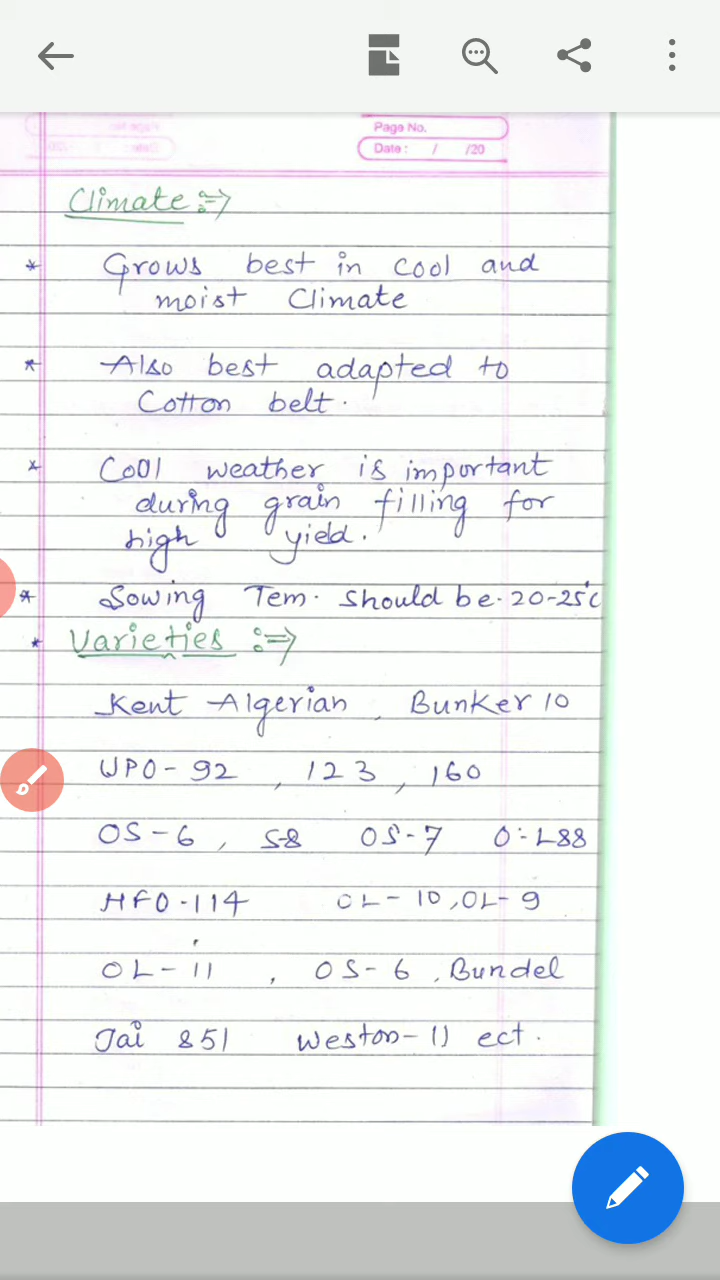 Page No.
Date : / /20
Climate :⇒
* Grows best in cool and
moist Climate
* Also best adapted to
Cotton belt.
* Cool weather is important
during grain filling for
high yield.
* Sowing Tem. should be. 20-25°c
* Varieties :⇒
Kent Algerian, Bunker 10
UPO-92, 123, 160
OS-6, S-8 OS-7 O-L88
HFO-114 OL-10, OL-9
OL-11, OS-6, Bundel
Jai 851 Weston-11 ect.